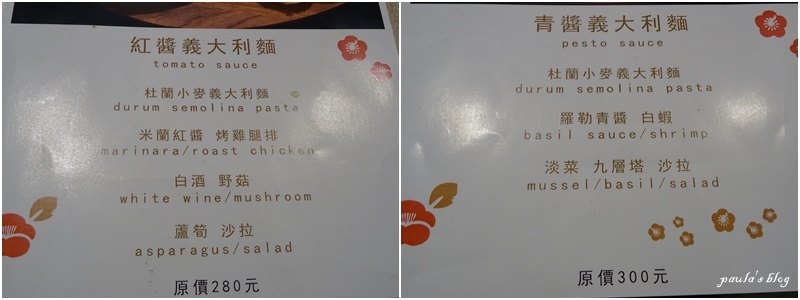 紅醬義大利麵
tomato sauce
杜蘭小麥義大利麵
durum semolina pasta
米蘭紅醬 烤雞腿排
marinara/roast chicken
白酒 野菇
white wine/mushroom
蘆筍 沙拉
asparagus/salad
原價280元
青醬義大利麵
pesto sauce
杜蘭小麥義大利麵
durum semolina pasta
羅勒青醬 白蝦
basil sauce/shrimp
淡菜 九層塔 沙拉
mussel/basil/salad
原價300元
paula's blog